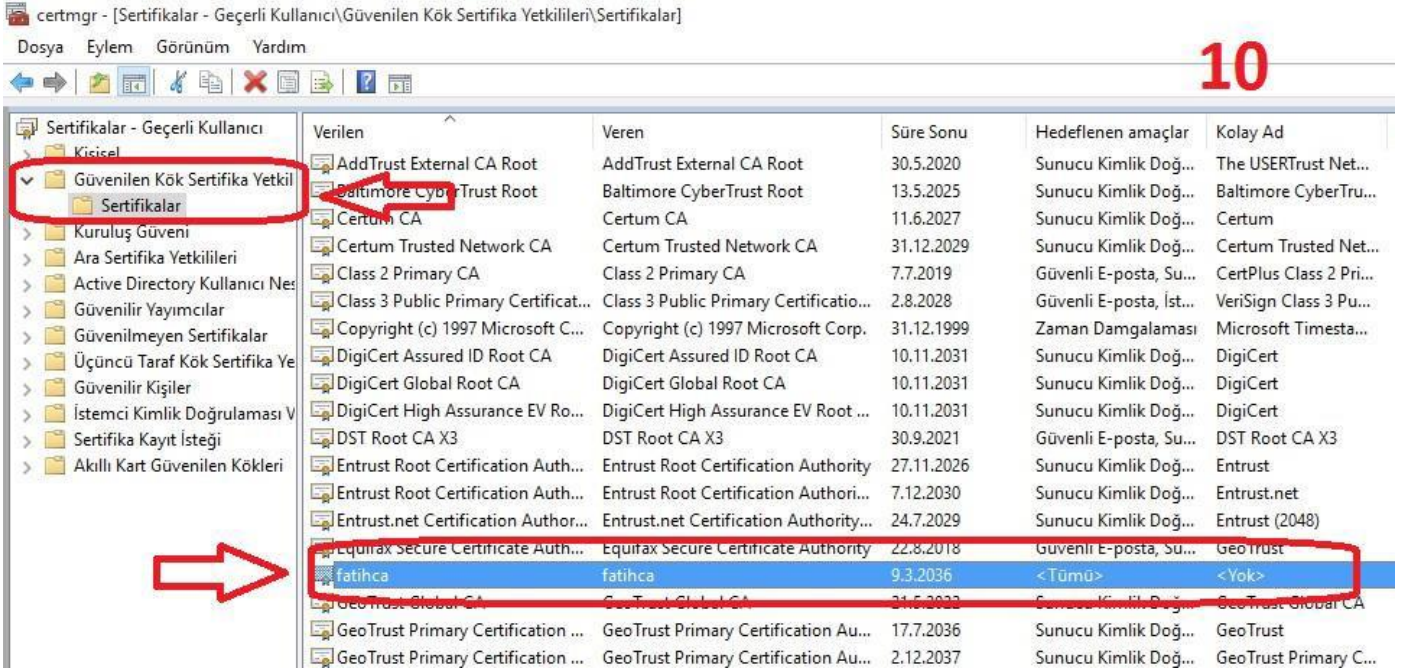 certmgr - [Sertifikalar - Geçerli Kullanıcı\Güvenilen Kök Sertifika Yetkilileri\Sertifikalar]
Dosya Eylem Görünüm Yardım
10
Sertifikalar - Geçerli Kullanıcı
Kişisel
Güvenilen Kök Sertifika Yetkil
Sertifikalar
Kuruluş Güveni
Ara Sertifika Yetkilileri
Active Directory Kullanıcı Nes
Güvenilir Yayımcılar
Güvenilmeyen Sertifikalar
Üçüncü Taraf Kök Sertifika Ye
Güvenilir Kişiler
İstemci Kimlik Doğrulaması V
Sertifika Kayıt İsteği
Akıllı Kart Güvenilen Kökleri
Verilen Veren Süre Sonu Hedeflenen amaçlar Kolay Ad
AddTrust External CA Root AddTrust External CA Root 30.5.2020 Sunucu Kimlik Doğ... The USERTrust Net...
Baltimore CyberTrust Root Baltimore CyberTrust Root 13.5.2025 Sunucu Kimlik Doğ... Baltimore CyberTru...
Certum CA Certum CA 11.6.2027 Sunucu Kimlik Doğ... Certum
Certum Trusted Network CA Certum Trusted Network CA 31.12.2029 Sunucu Kimlik Doğ... Certum Trusted Net...
Class 2 Primary CA Class 2 Primary CA 7.7.2019 Güvenli E-posta, Su... CertPlus Class 2 Pri...
Class 3 Public Primary Certificat... Class 3 Public Primary Certificatio... 2.8.2028 Güvenli E-posta, İst... VeriSign Class 3 Pu...
Copyright (c) 1997 Microsoft C... Copyright (c) 1997 Microsoft Corp. 31.12.1999 Zaman Damgalaması Microsoft Timesta...
DigiCert Assured ID Root CA DigiCert Assured ID Root CA 10.11.2031 Sunucu Kimlik Doğ... DigiCert
DigiCert Global Root CA DigiCert Global Root CA 10.11.2031 Sunucu Kimlik Doğ... DigiCert
DigiCert High Assurance EV Ro... DigiCert High Assurance EV Root ... 10.11.2031 Sunucu Kimlik Doğ... DigiCert
DST Root CA X3 DST Root CA X3 30.9.2021 Güvenli E-posta, Su... DST Root CA X3
Entrust Root Certification Auth... Entrust Root Certification Authority 27.11.2026 Sunucu Kimlik Doğ... Entrust
Entrust Root Certification Auth... Entrust Root Certification Authori... 7.12.2030 Sunucu Kimlik Doğ... Entrust.net
Entrust.net Certification Author... Entrust.net Certification Authority... 24.7.2029 Sunucu Kimlik Doğ... Entrust (2048)
Equifax Secure Certificate Auth... Equifax Secure Certificate Authority 22.8.2018 Güvenli E-posta, Su... GeoTrust
fatihca fatihca 9.3.2036 <Tümü> <Yok>
GeoTrust Global CA GeoTrust Global CA 21.5.2022 Sunucu Kimlik Doğ... GeoTrust Global CA
GeoTrust Primary Certification ... GeoTrust Primary Certification Au... 17.7.2036 Sunucu Kimlik Doğ... GeoTrust
GeoTrust Primary Certification ... GeoTrust Primary Certification Au... 2.12.2037 Sunucu Kimlik Doğ... GeoTrust Primary C...